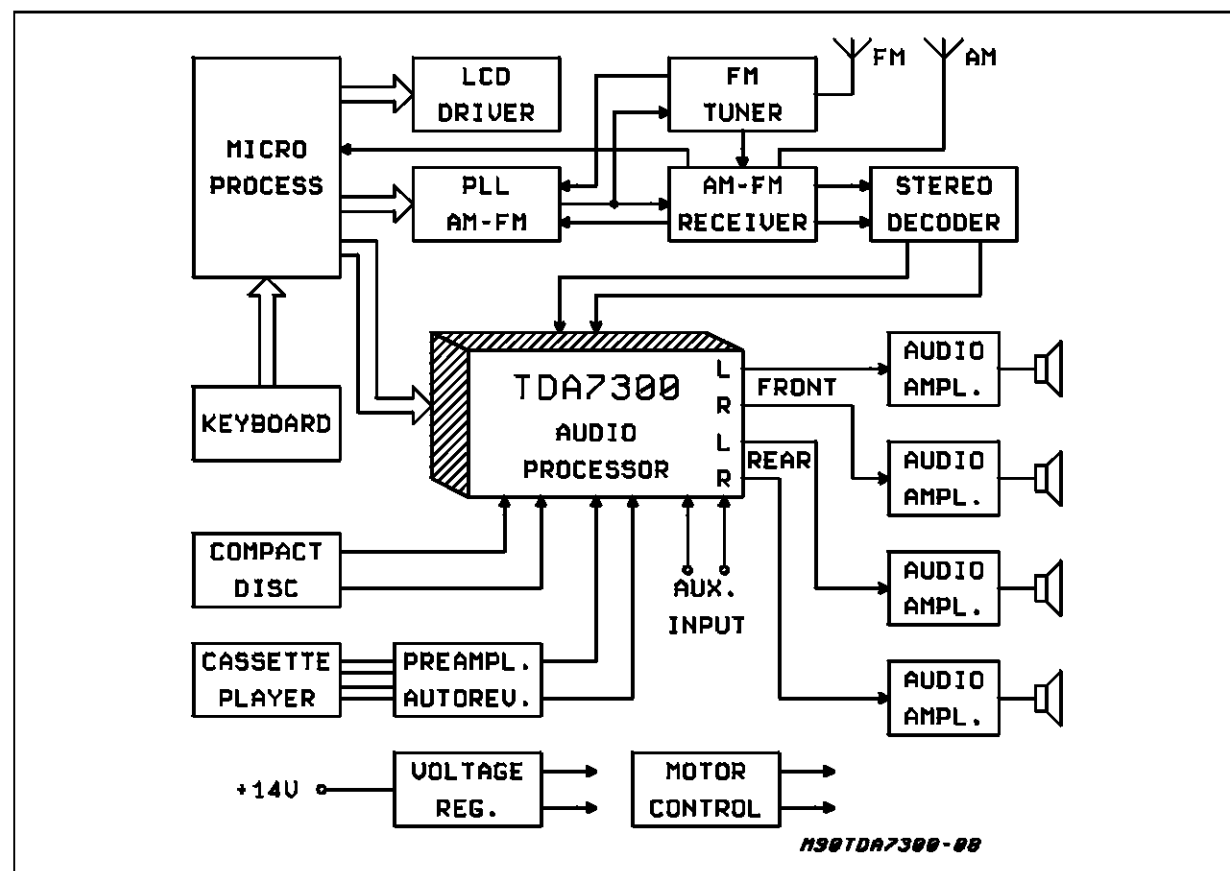 FM
AM
LCD
DRIVER
FM
TUNER
MICRO
PROCESS
PLL
AM-FM
AM-FM
RECEIVER
STEREO
DECODER
KEYBOARD
TDA7300
AUDIO
PROCESSOR
L
R
L
R
FRONT
REAR
AUDIO
AMPL.
AUDIO
AMPL.
AUDIO
AMPL.
AUDIO
AMPL.
COMPACT
DISC
AUX.
INPUT
CASSETTE
PLAYER
PREAMPL.
AUTOREV.
+14V
VOLTAGE
REG.
MOTOR
CONTROL
M90TDA7300-08